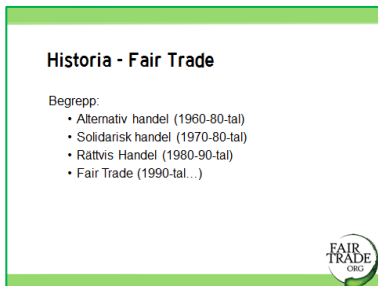 Historia - Fair Trade
Begrepp:
• Alternativ handel (1960-80-tal)
• Solidarisk handel (1970-80-tal)
• Rättvis Handel (1980-90-tal)
• Fair Trade (1990-tal...)
FAIR
TRADE
ORG